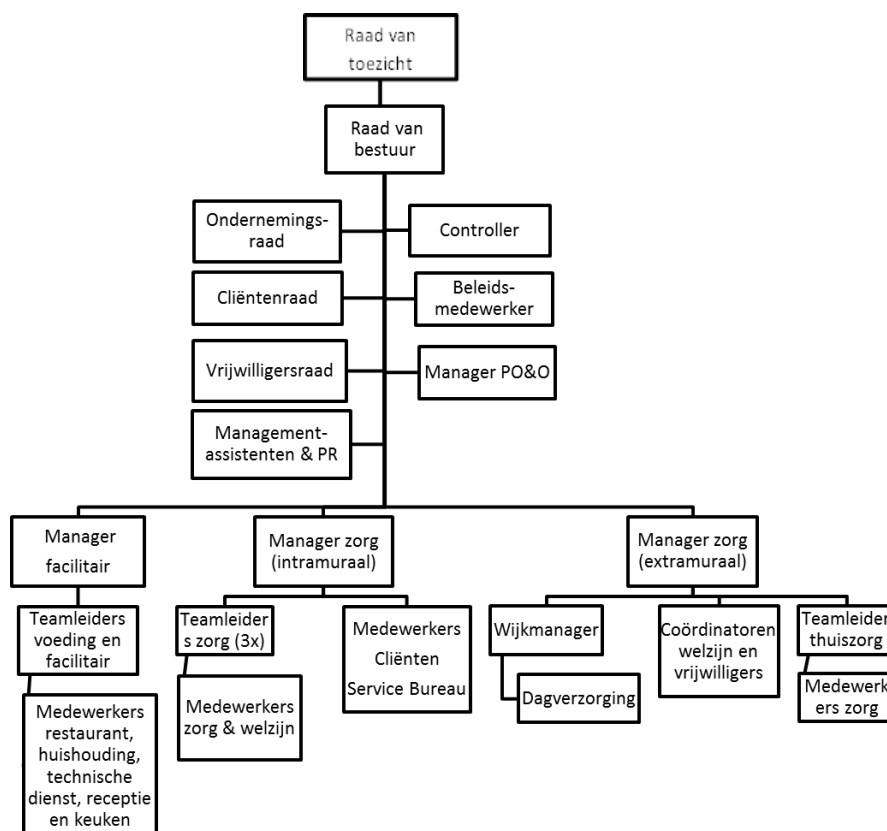 Raad van
toezicht
Raad van
bestuur
Ondernemings-
raad
Controller
Cliëntenraad
Beleids-
medewerker
Vrijwilligersraad
Manager PO&O
Management-
assistenten & PR
Manager
facilitair
Manager zorg
(intramuraal)
Manager zorg
(extramuraal)
Teamleiders
voeding en
facilitair
Teamleider
s zorg (3x)
Medewerkers
Cliënten
Service Bureau
Wijkmanager
Coördinatoren
welzijn en
vrijwilligers
Teamleider
thuiszorg
Medewerkers
restaurant,
huishouding,
technische
dienst, receptie
en keuken
Medewerkers
zorg & welzijn
Dagverzorging
Medewerk
ers zorg